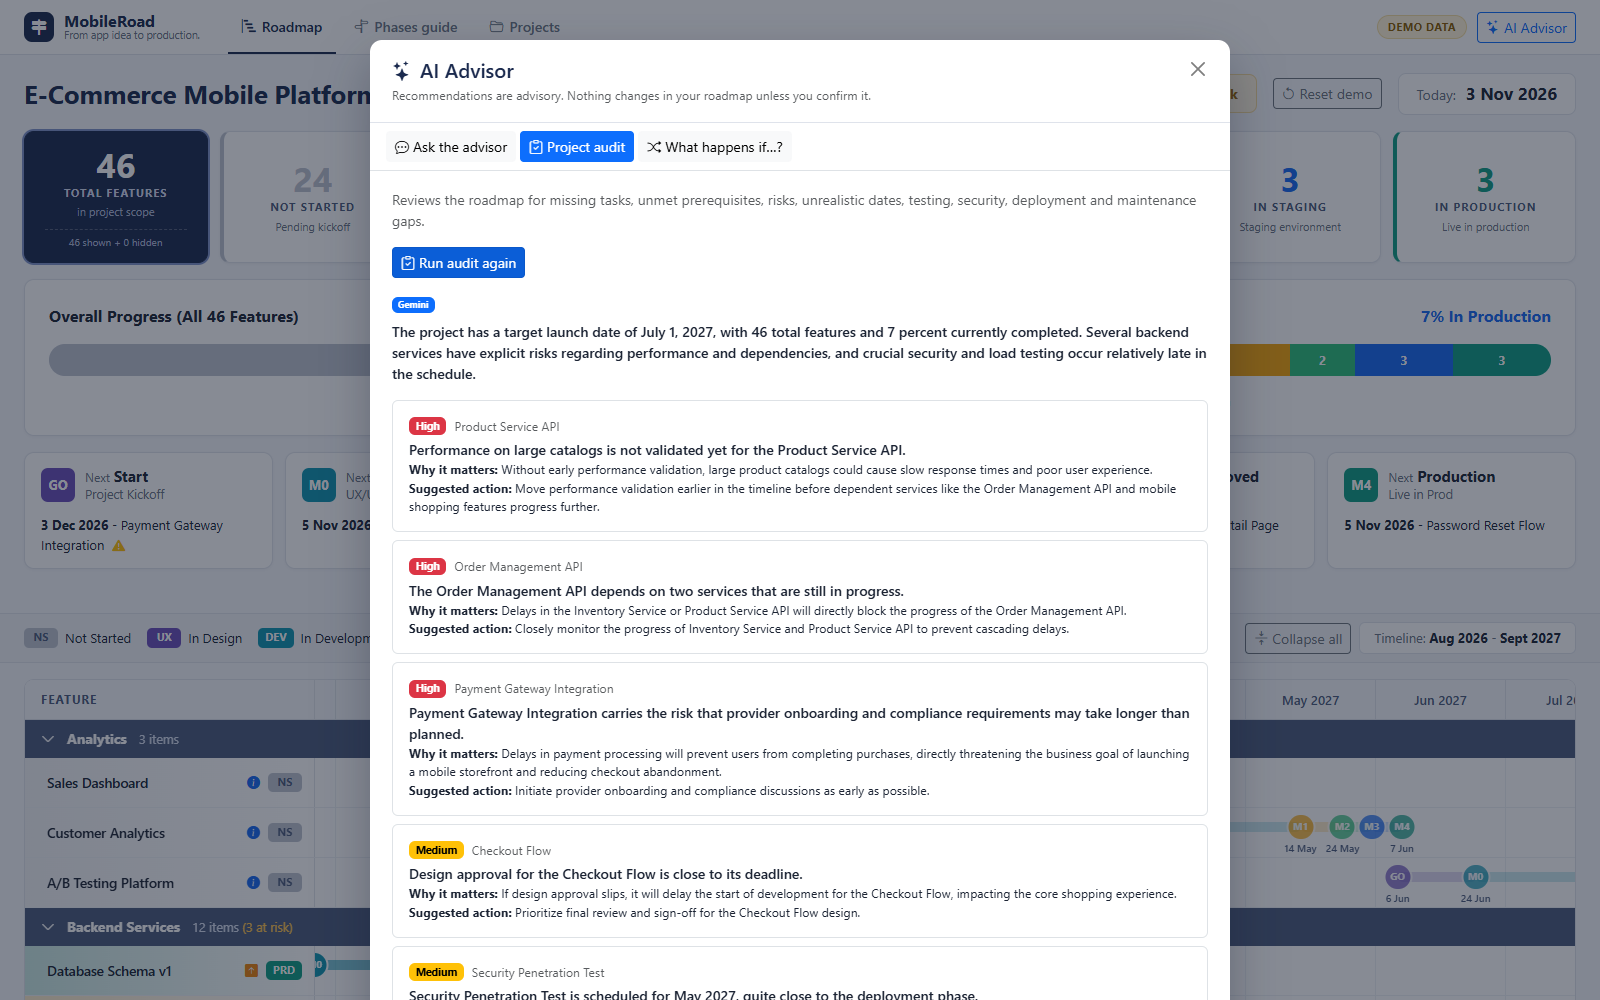 MobileRoad
From app idea to production.
Roadmap
Phases guide
Projects
DEMO DATA
AI Advisor
E-Commerce Mobile Platform
Reset demo
Today: 3 Nov 2026
46
TOTAL FEATURES
in project scope
46 shown + 0 hidden
24
NOT STARTED
Pending kickoff
3
IN STAGING
Staging environment
3
IN PRODUCTION
Live in production
Overall Progress (All 46 Features)
7% In Production
2
3
3
GO
Next Start
Project Kickoff
3 Dec 2026 - Payment Gateway
Integration
M0
Next
5 Nov 2026
M4
Next Production
Live in Prod
5 Nov 2026 - Password Reset Flow
NS Not Started
UX In Design
DEV In Developm
Collapse all
Timeline: Aug 2026 - Sept 2027
FEATURE
May 2027
Jun 2027
Analytics 3 items
Sales Dashboard
NS
Customer Analytics
NS
M1
M2
M3
M4
14 May
24 May
7 Jun
A/B Testing Platform
NS
GO
M0
6 Jun
24 Jun
Backend Services 12 items (3 at risk)
Database Schema v1
PRD
AI Advisor
Recommendations are advisory. Nothing changes in your roadmap unless you confirm it.
Ask the advisor
Project audit
What happens if...?
Reviews the roadmap for missing tasks, unmet prerequisites, risks, unrealistic dates, testing, security, deployment and maintenance
gaps.
Run audit again
Gemini
The project has a target launch date of July 1, 2027, with 46 total features and 7 percent currently completed. Several backend
services have explicit risks regarding performance and dependencies, and crucial security and load testing occur relatively late in
the schedule.
High Product Service API
Performance on large catalogs is not validated yet for the Product Service API.
Why it matters: Without early performance validation, large product catalogs could cause slow response times and poor user experience.
Suggested action: Move performance validation earlier in the timeline before dependent services like the Order Management API and mobile
shopping features progress further.
High Order Management API
The Order Management API depends on two services that are still in progress.
Why it matters: Delays in the Inventory Service or Product Service API will directly block the progress of the Order Management API.
Suggested action: Closely monitor the progress of Inventory Service and Product Service API to prevent cascading delays.
High Payment Gateway Integration
Payment Gateway Integration carries the risk that provider onboarding and compliance requirements may take longer than
planned.
Why it matters: Delays in payment processing will prevent users from completing purchases, directly threatening the business goal of launching
a mobile storefront and reducing checkout abandonment.
Suggested action: Initiate provider onboarding and compliance discussions as early as possible.
Medium Checkout Flow
Design approval for the Checkout Flow is close to its deadline.
Why it matters: If design approval slips, it will delay the start of development for the Checkout Flow, impacting the core shopping experience.
Suggested action: Prioritize final review and sign-off for the Checkout Flow design.
Medium Security Penetration Test
Security Penetration Test is scheduled for May 2027, quite close to the deployment phase.